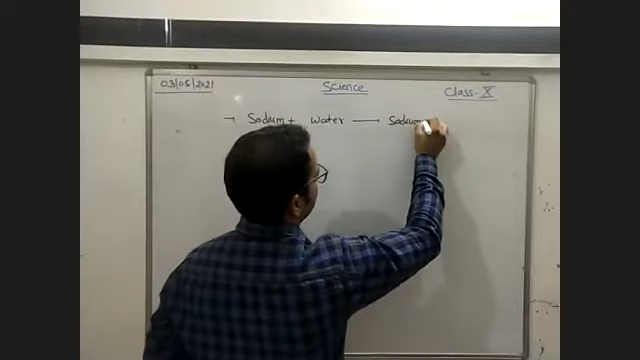 03/05/2021 Science Class-X
→ Sodium + water → Sodium